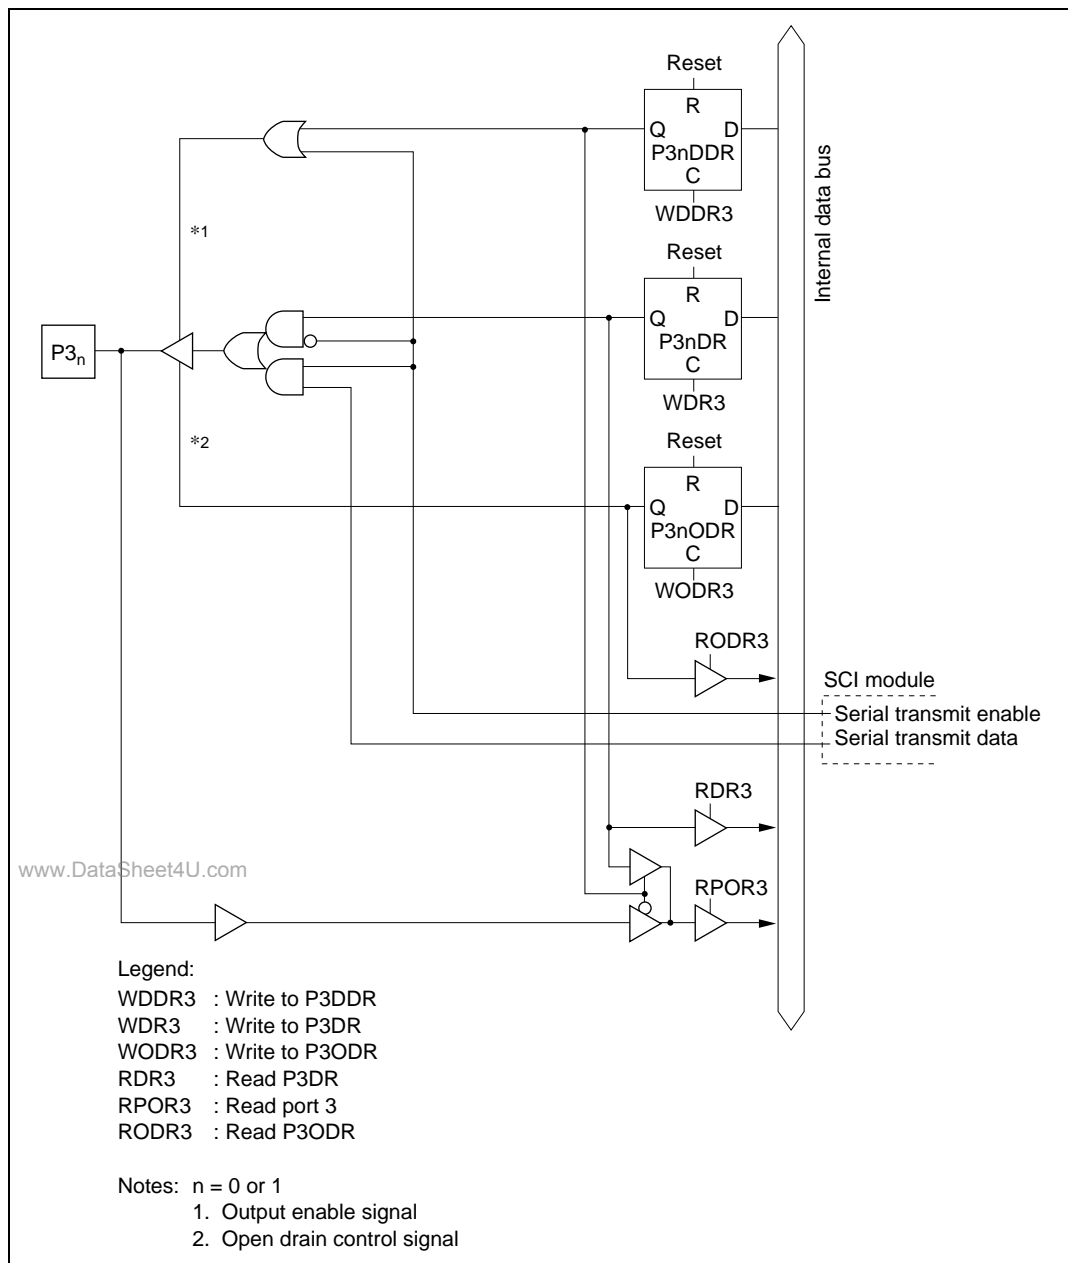 Reset
R
Q D
P3nDDR
C
WDDR3
Internal data bus
*1
Reset
R
Q D
P3nDR
C
WDR3
P3n
*2
Reset
R
Q D
P3nODR
C
WODR3
RODR3
SCI module
Serial transmit enable
Serial transmit data
RDR3
www.DataSheet4U.com
RPOR3
Legend:
WDDR3 : Write to P3DDR
WDR3 : Write to P3DR
WODR3 : Write to P3ODR
RDR3 : Read P3DR
RPOR3 : Read port 3
RODR3 : Read P3ODR
Notes: n = 0 or 1
1. Output enable signal
2. Open drain control signal